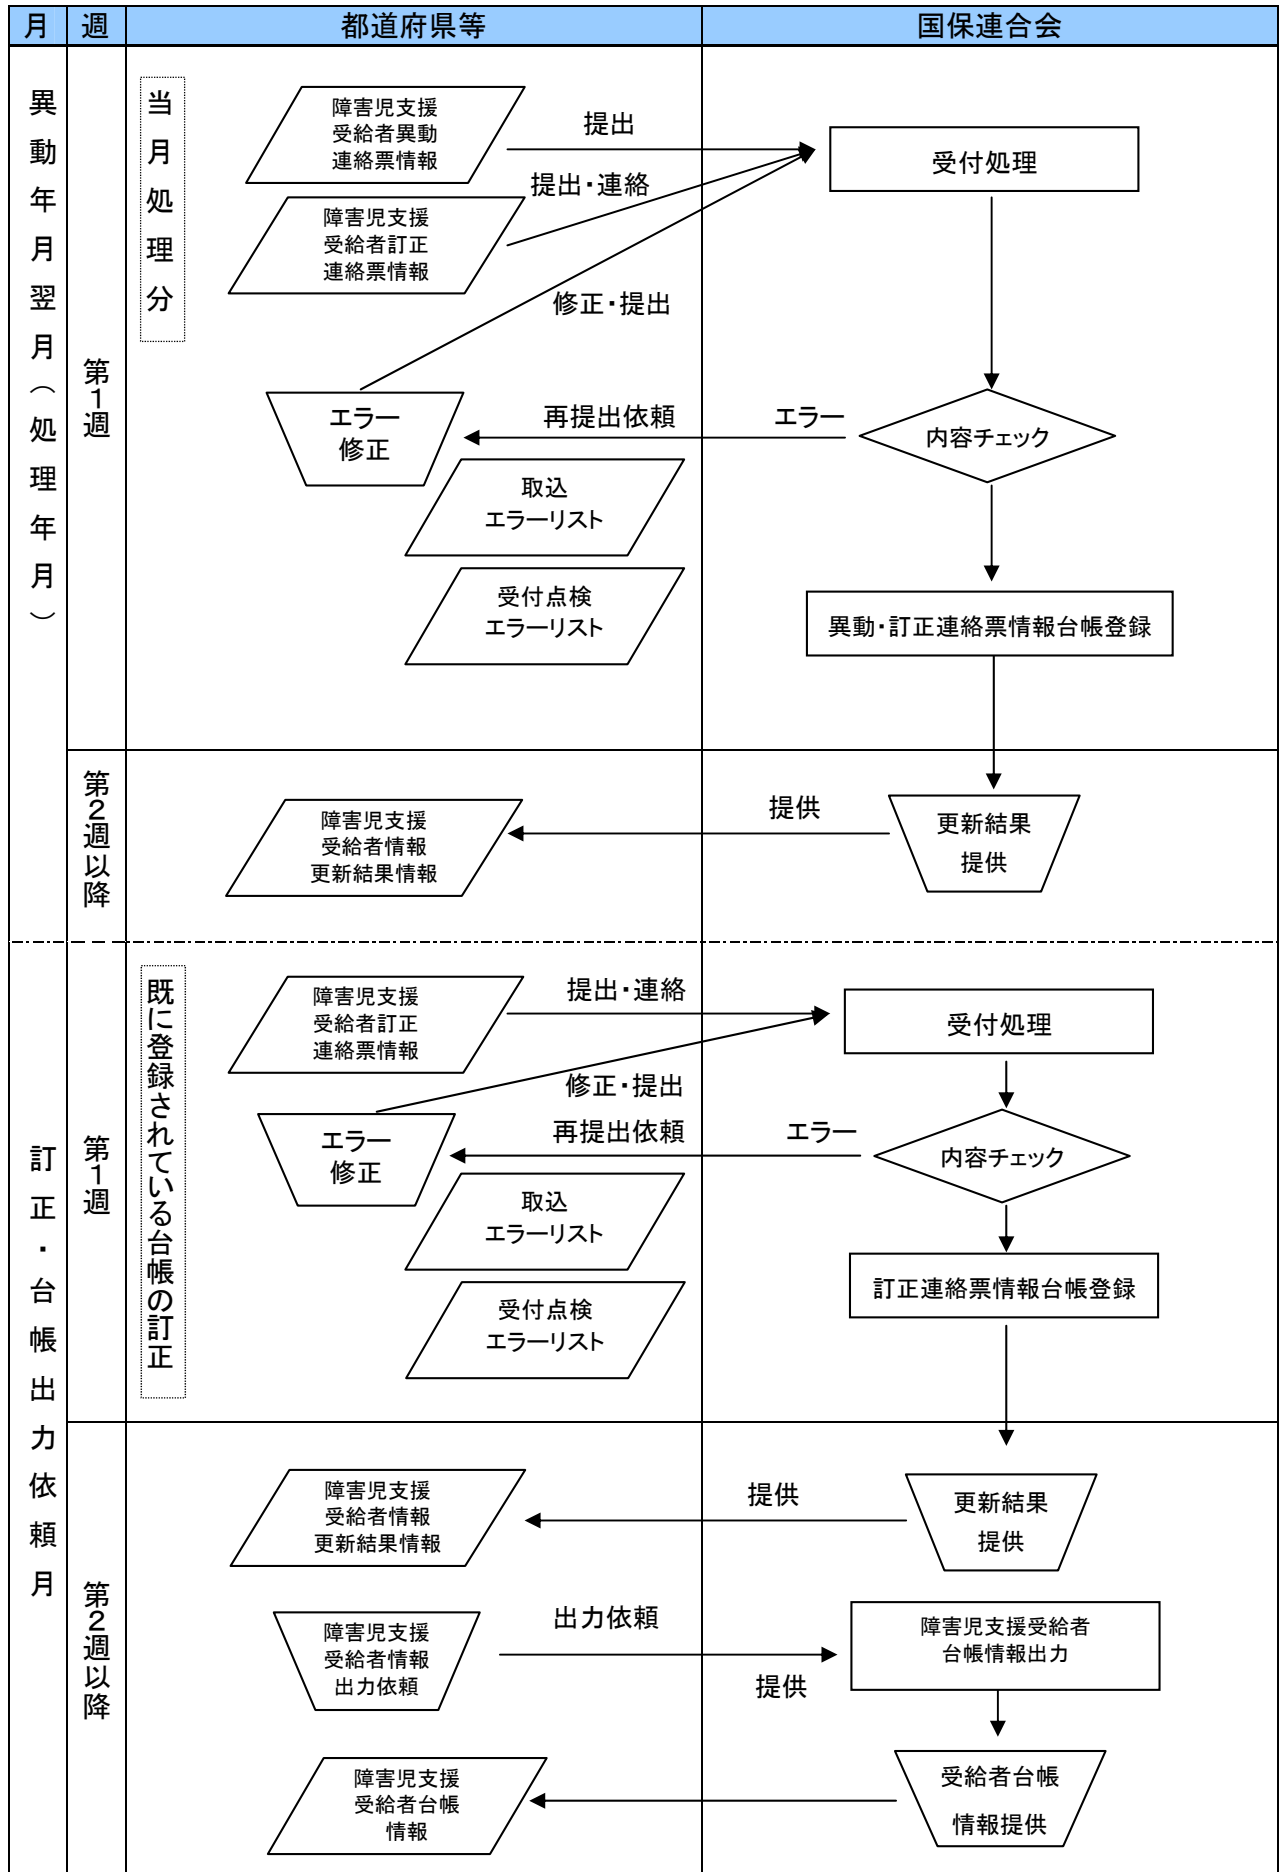 月
週
都道府県等
国保連合会
異動年月翌月（処理年月）
第1週
当月処理分
障害児支援
受給者異動
連絡票情報
提出
受付処理
提出・連絡
障害児支援
受給者訂正
連絡票情報
修正・提出
エラー
修正
再提出依頼
エラー
内容チェック
取込
エラーリスト
受付点検
エラーリスト
異動・訂正連絡票情報台帳登録
第2週以降
障害児支援
受給者情報
更新結果情報
提供
更新結果
提供
訂正・台帳出力依頼月
第1週
既に登録されている台帳の訂正
障害児支援
受給者訂正
連絡票情報
提出・連絡
受付処理
修正・提出
エラー
修正
再提出依頼
エラー
内容チェック
取込
エラーリスト
受付点検
エラーリスト
訂正連絡票情報台帳登録
第2週以降
障害児支援
受給者情報
更新結果情報
提供
更新結果
提供
障害児支援
受給者情報
出力依頼
出力依頼
障害児支援受給者
台帳情報出力
提供
障害児支援
受給者台帳
情報
受給者台帳
情報提供